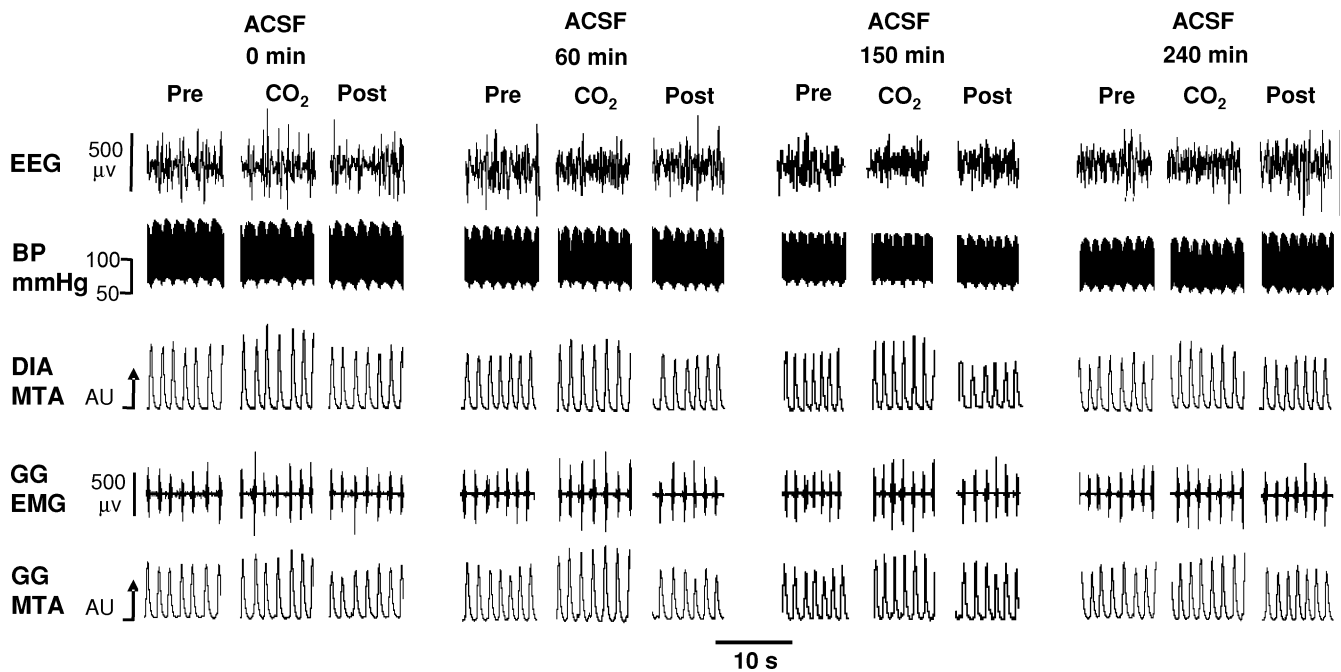 ACSF ACSF ACSF ACSF
0 min 60 min 150 min 240 min
Pre CO₂ Post Pre CO₂ Post Pre CO₂ Post Pre CO₂ Post
EEG 500 μv
BP mmHg 100 50
DIA MTA AU
GG EMG 500 μv
GG MTA AU
10 s